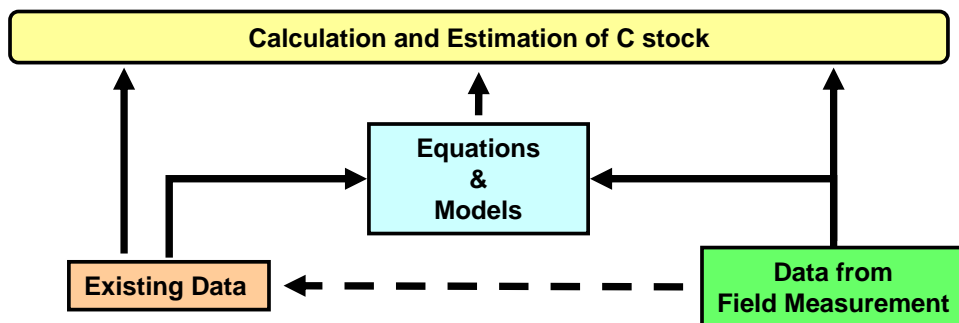 Calculation and Estimation of C stock
Equations
&
Models
Existing Data
Data from
Field Measurement